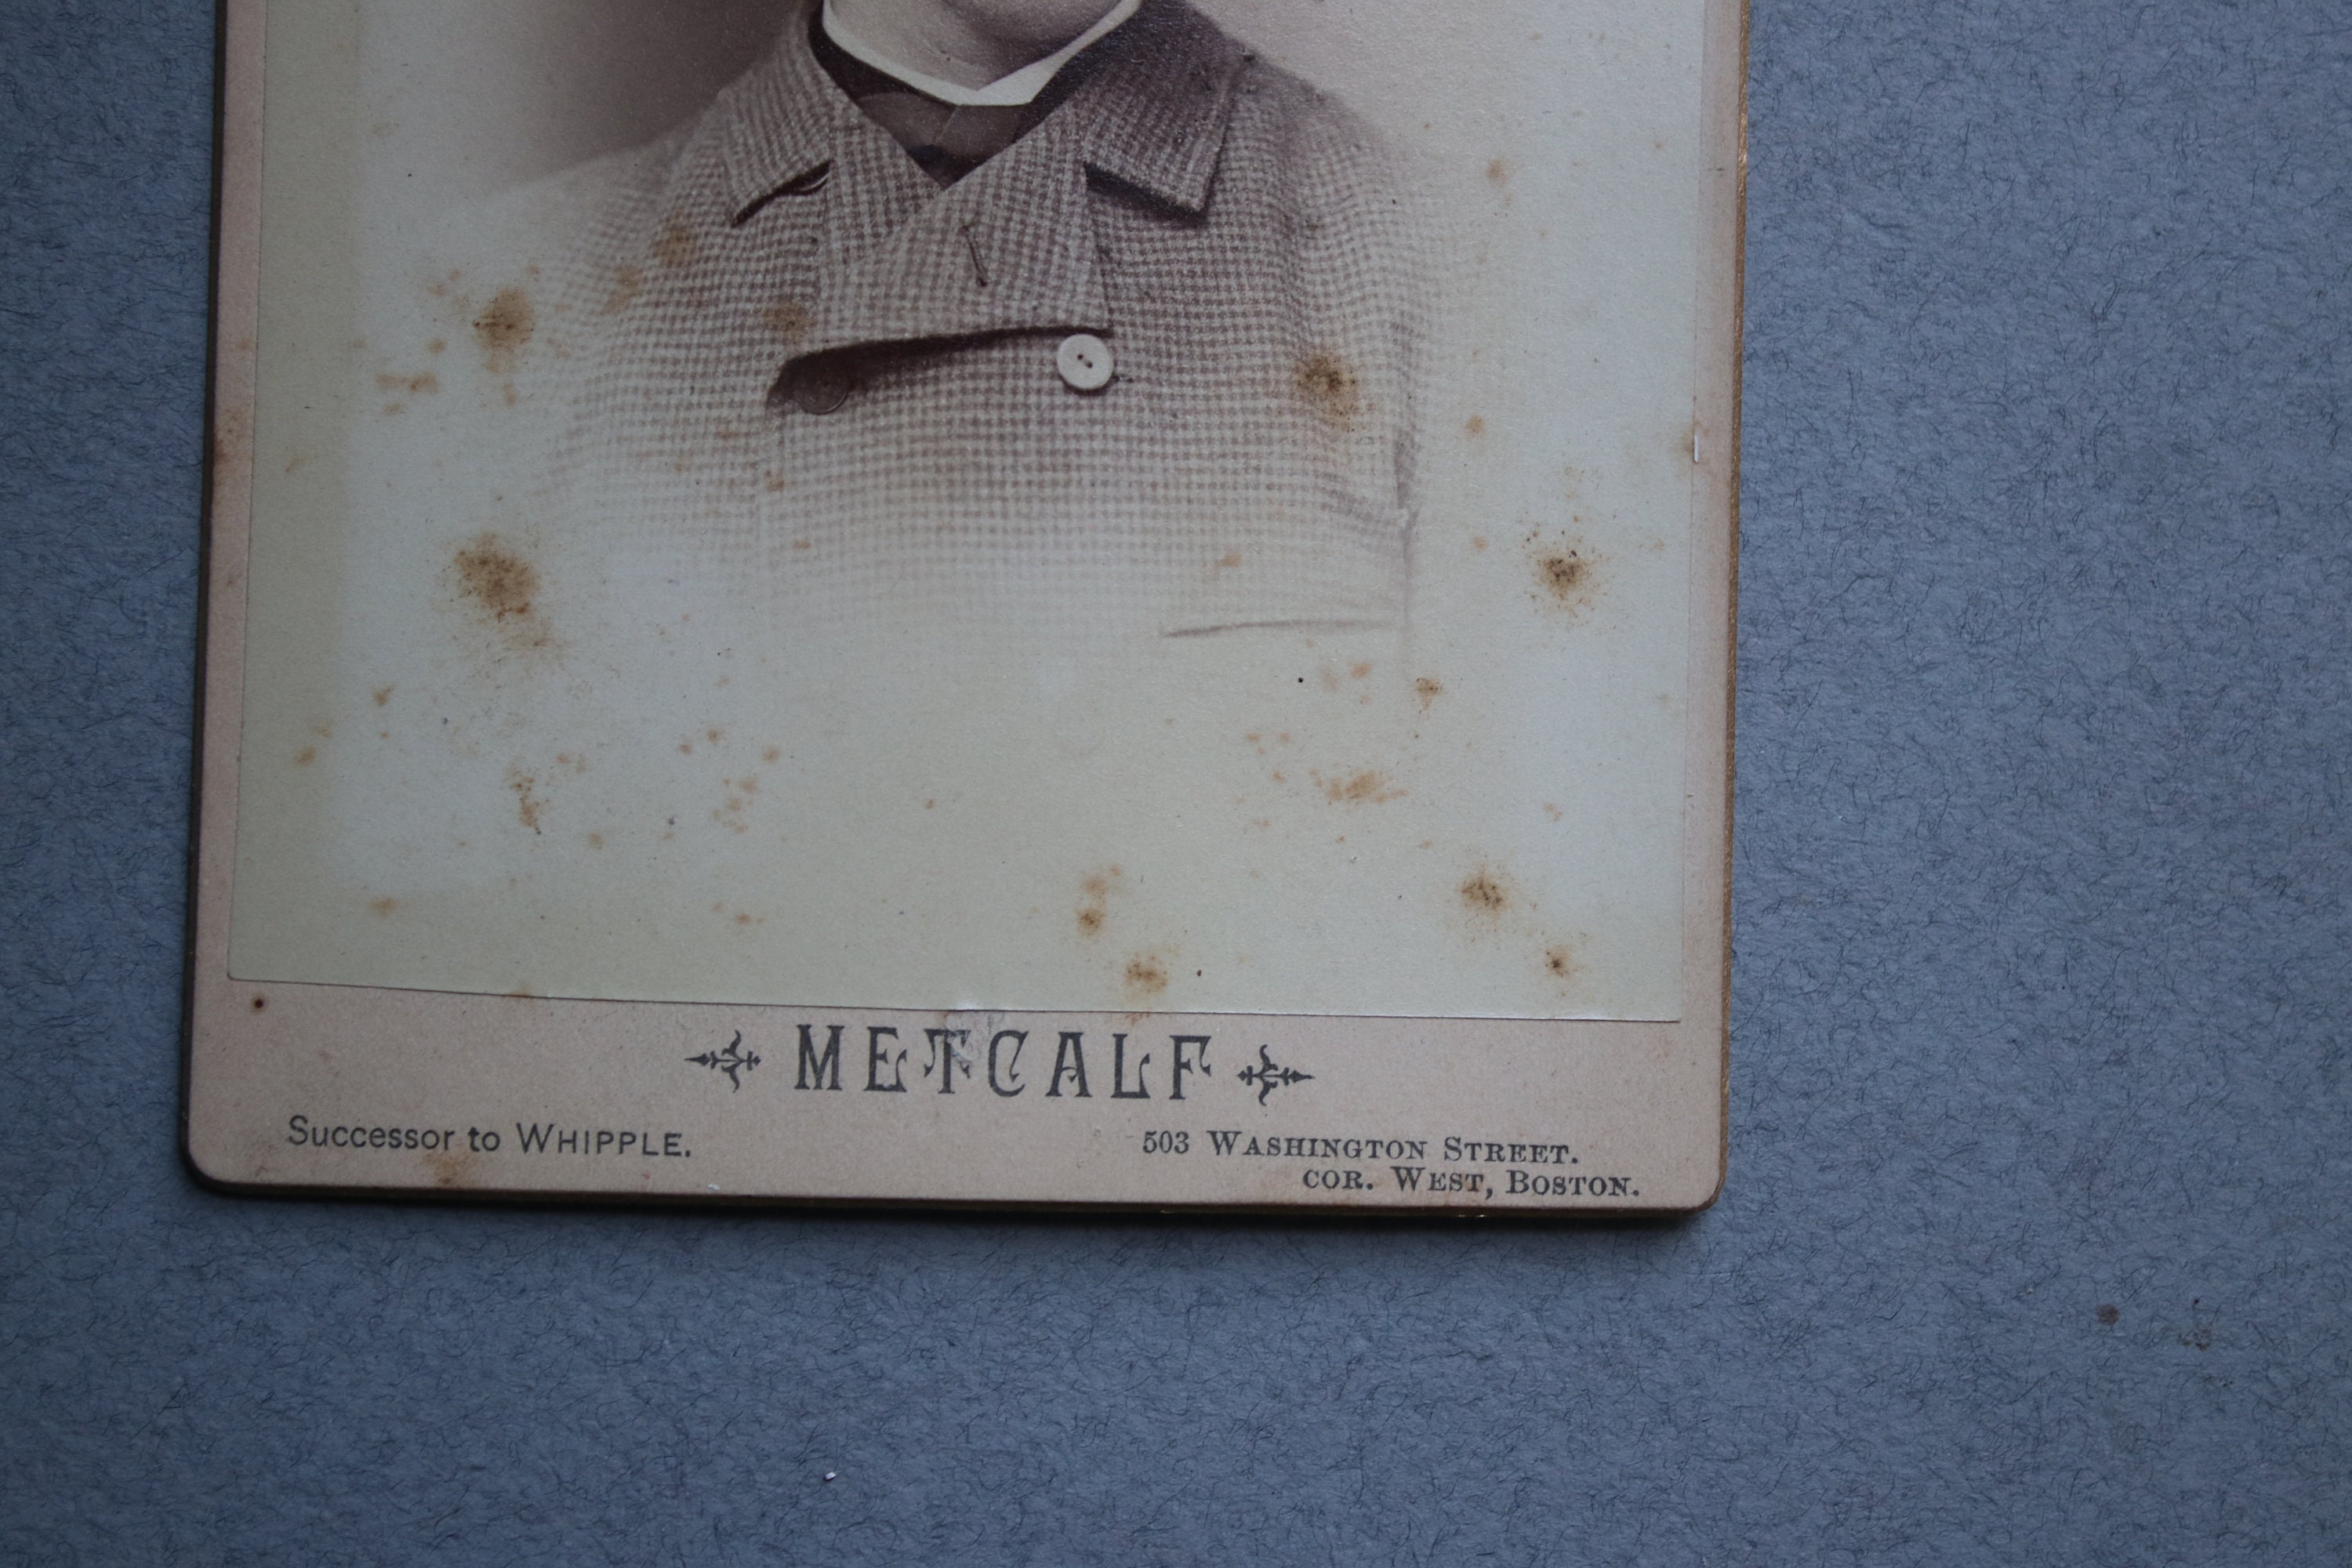 METCALF
Successor to WHIPPLE.
503 WASHINGTON STREET.
COR. WEST, BOSTON.